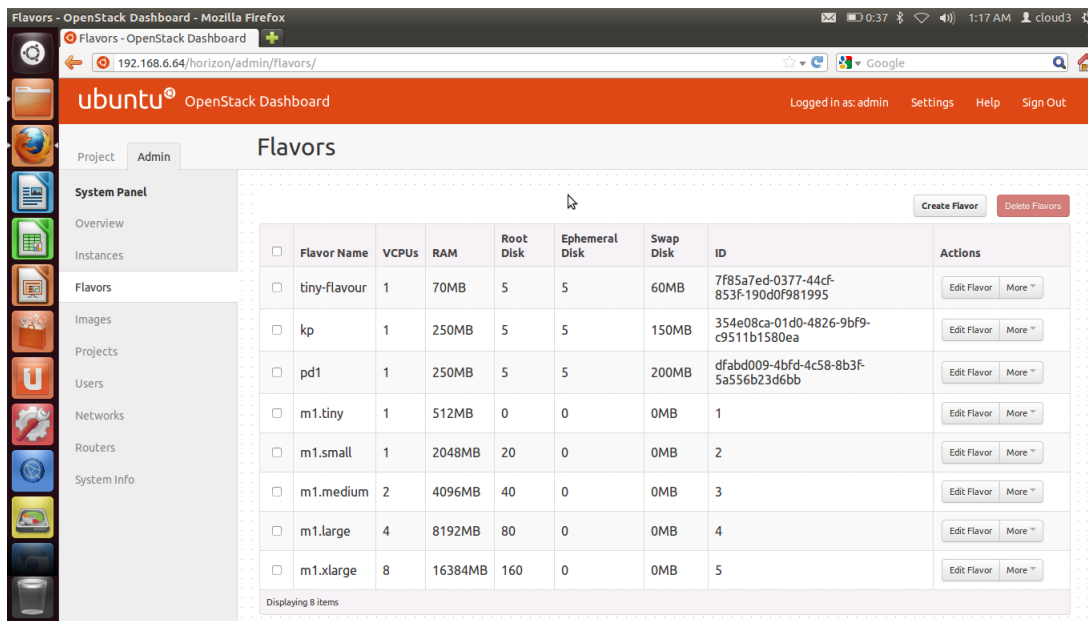 Flavors - OpenStack Dashboard - Mozilla Firefox
0:37
1:17 AM
cloud3
Flavors - OpenStack Dashboard
192.168.6.64/horizon/admin/flavors/
Google
ubuntu OpenStack Dashboard
Logged in as: admin
Settings
Help
Sign Out
Project
Admin
Flavors
System Panel
Overview
Instances
Flavors
Images
Projects
Users
Networks
Routers
System Info
Create Flavor
Delete Flavors
Flavor Name VCPUs RAM Root Disk Ephemeral Disk Swap Disk ID Actions
tiny-flavour 1 70MB 5 5 60MB 7f85a7ed-0377-44cf-853f-190d0f981995 Edit Flavor More
kp 1 250MB 5 5 150MB 354e08ca-01d0-4826-9bf9-c9511b1580ea Edit Flavor More
pd1 1 250MB 5 5 200MB dfabd009-4bfd-4c58-8b3f-5a556b23d6bb Edit Flavor More
m1.tiny 1 512MB 0 0 0MB 1 Edit Flavor More
m1.small 1 2048MB 20 0 0MB 2 Edit Flavor More
m1.medium 2 4096MB 40 0 0MB 3 Edit Flavor More
m1.large 4 8192MB 80 0 0MB 4 Edit Flavor More
m1.xlarge 8 16384MB 160 0 0MB 5 Edit Flavor More
Displaying 8 items